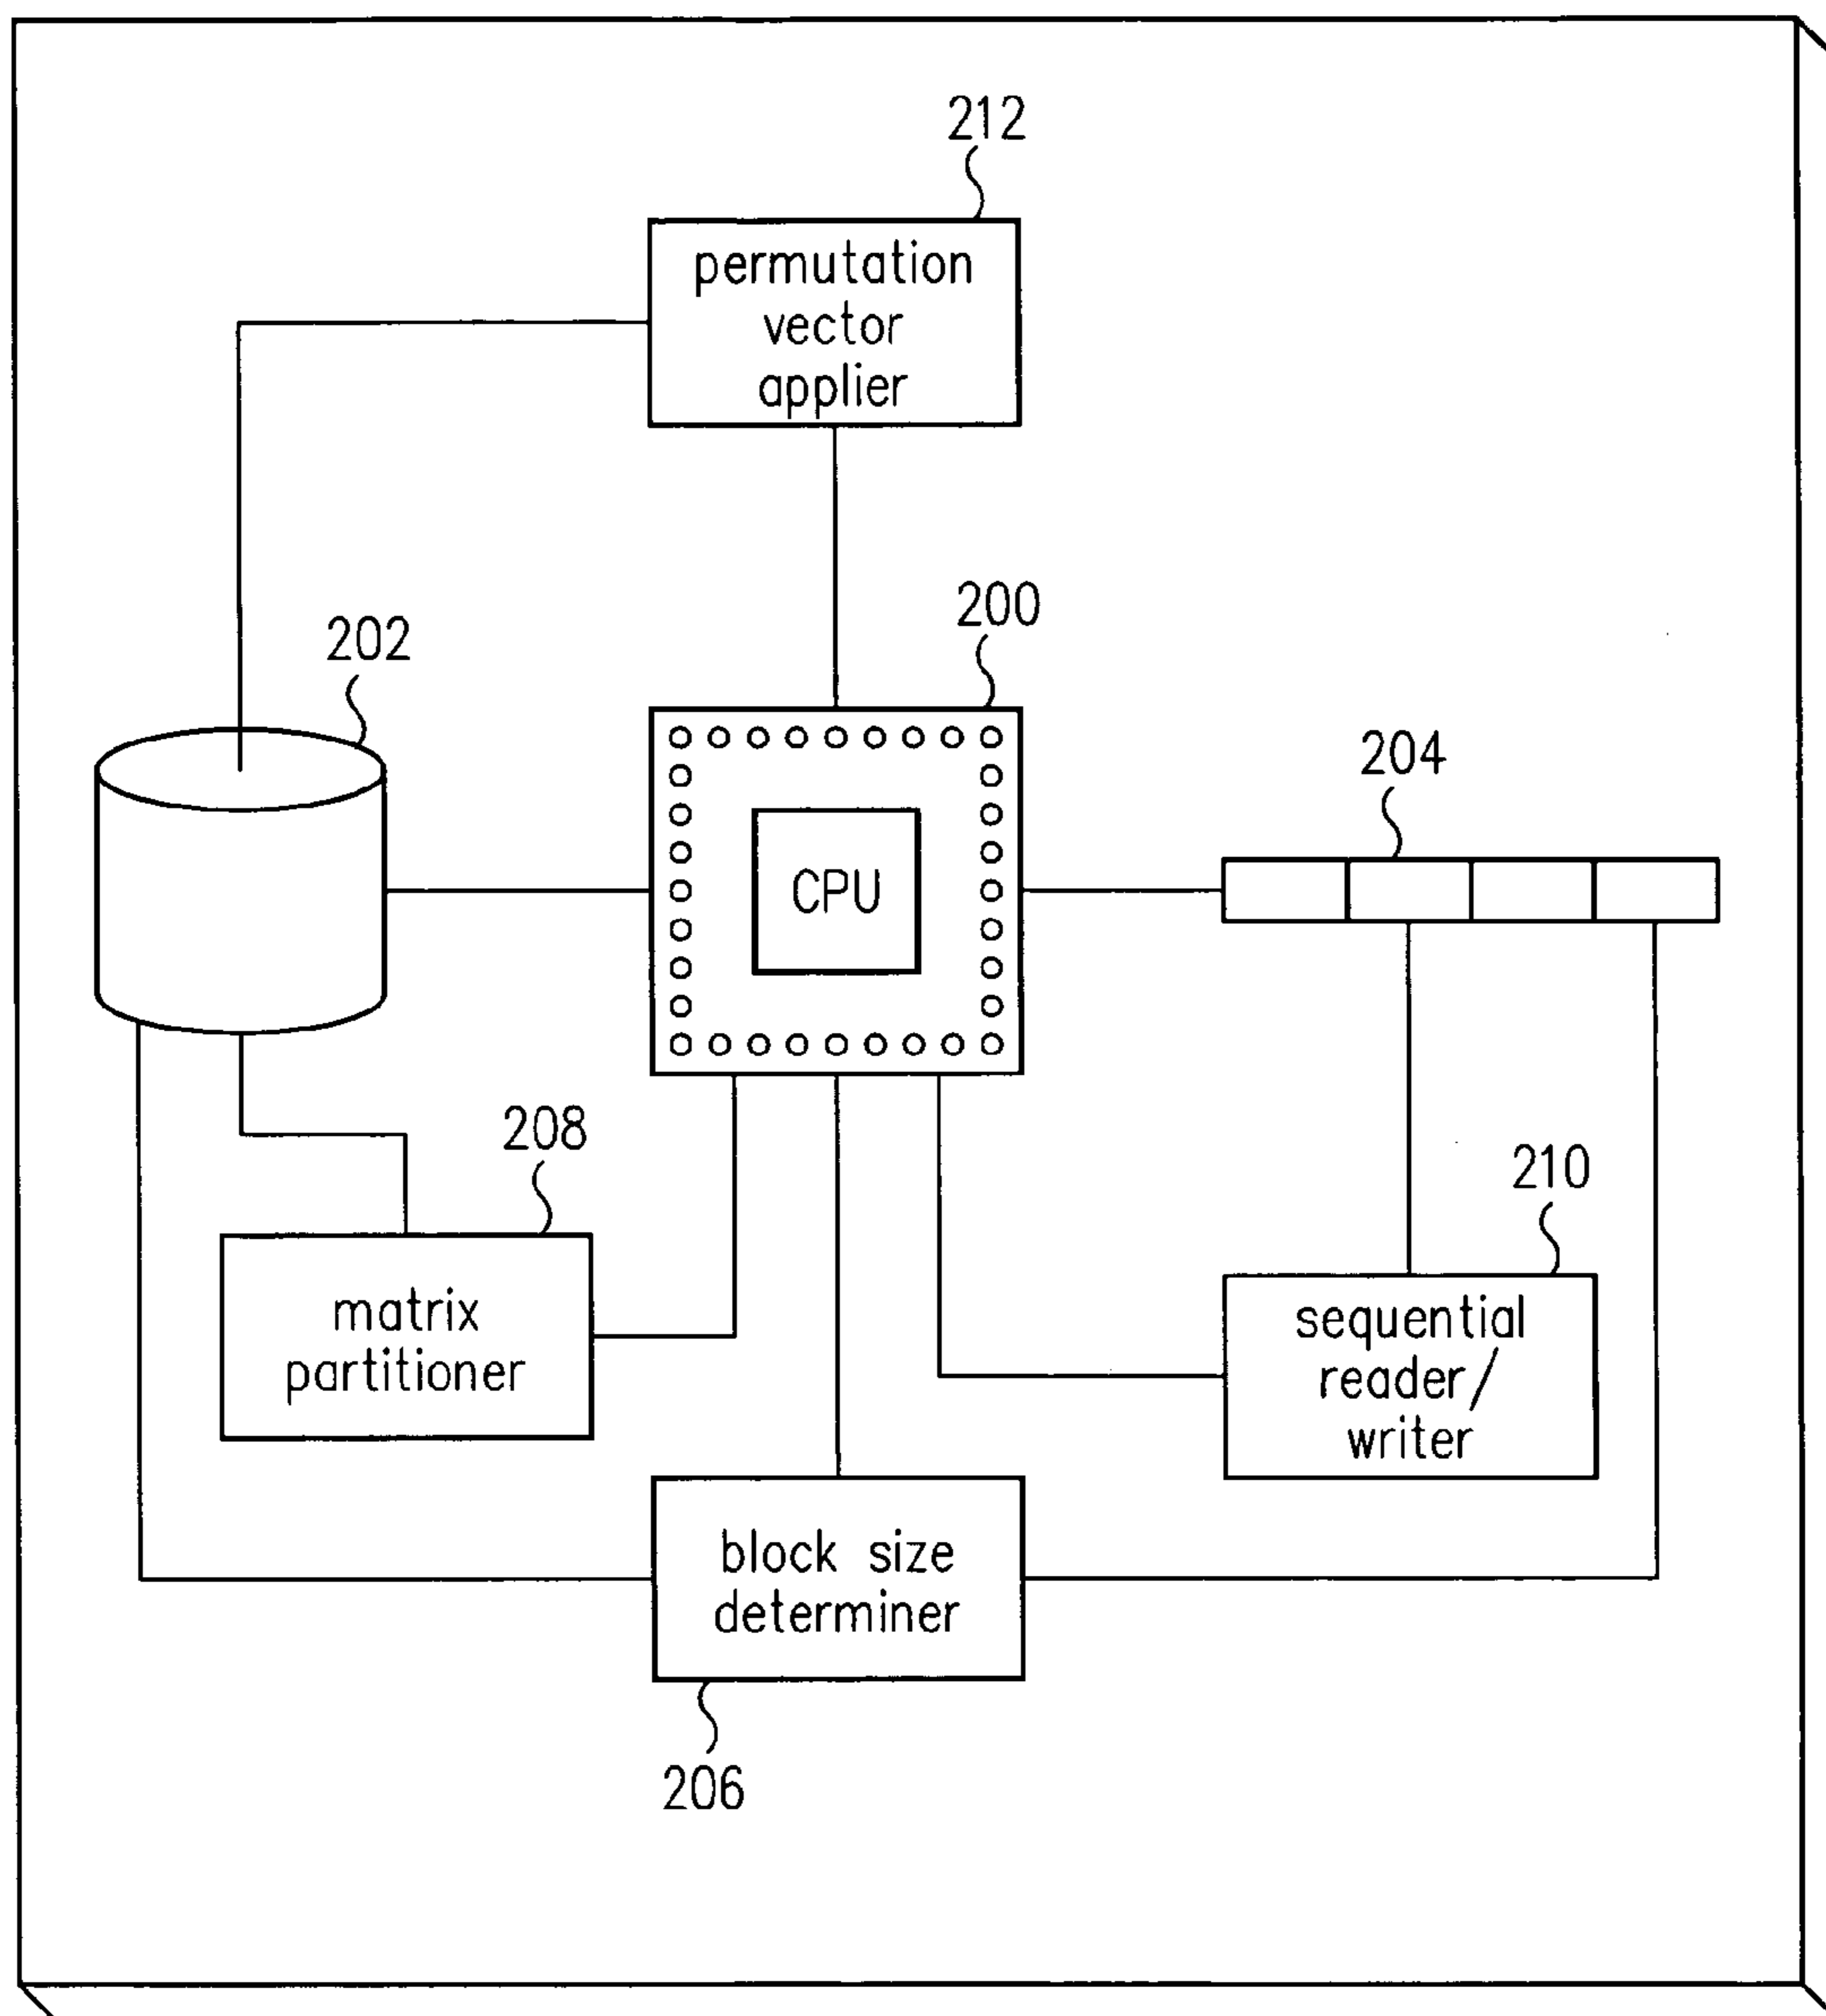 212
permutation
vector
applier
200
202
204
CPU
208
210
matrix
partitioner
sequential
reader/
writer
block size
determiner
206